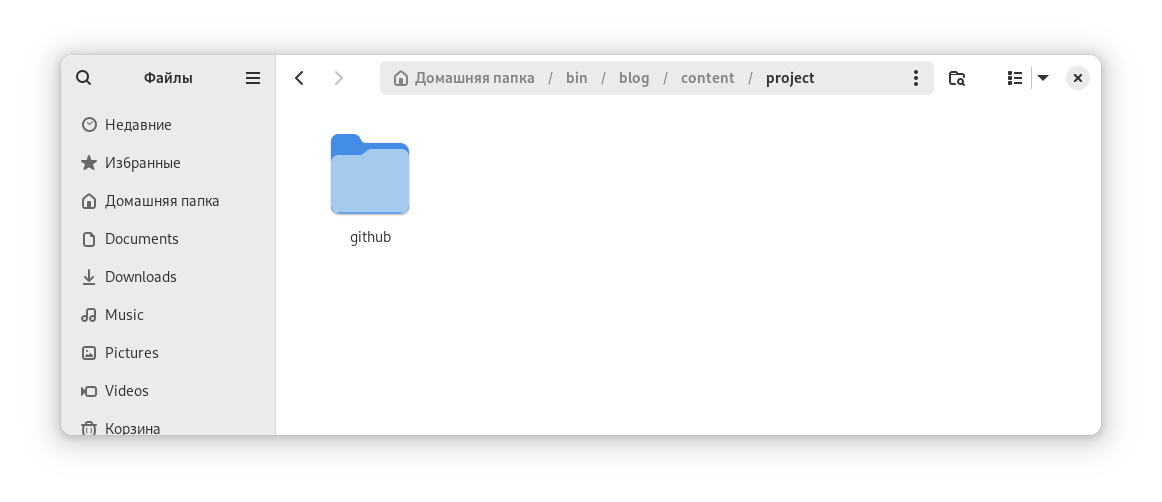 Файлы
Домашняя папка / bin / blog / content / project
Недавние
Избранные
Домашняя папка
Documents
Downloads
Music
Pictures
Videos
Корзина
github